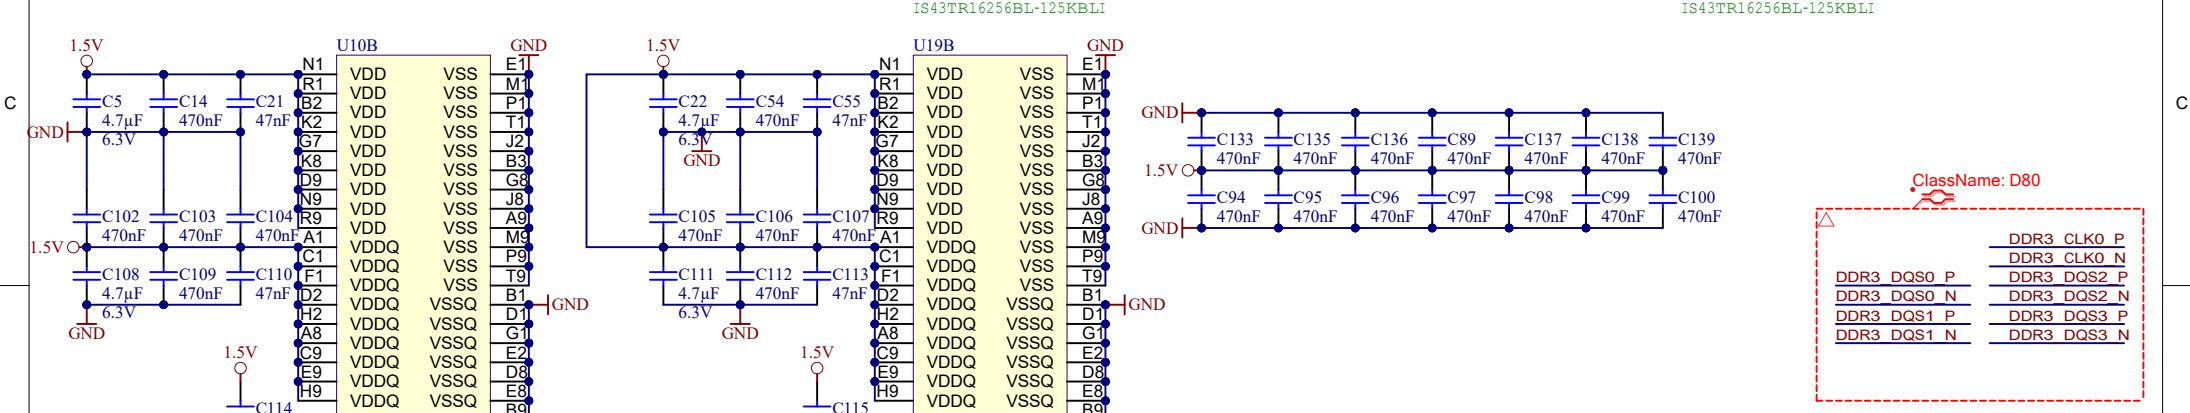 IS43TR16256BL-125KBLI
IS43TR16256BL-125KBLI
C
1.5V
C5
4.7µF
6.3V
C14
470nF
C21
47nF
GND
C102
470nF
C103
470nF
C104
470nF
1.5V
C108
4.7µF
6.3V
C109
470nF
C110
47nF
GND
1.5V
C114
U10B
N1 VDD
R1 VDD
B2 VDD
K2 VDD
G7 VDD
K8 VDD
D9 VDD
N9 VDD
R9 VDD
A1 VDDQ
C1 VDDQ
F1 VDDQ
D2 VDDQ
H2 VDDQ
A8 VDDQ
C9 VDDQ
E9 VDDQ
H9 VDDQ
GND
VSS E1
VSS M1
VSS P1
VSS T1
VSS J2
VSS B3
VSS G8
VSS J8
VSS A9
VSS M9
VSS P9
VSS T9
VSSQ B1
VSSQ D1
VSSQ G1
VSSQ E2
VSSQ D8
VSSQ E8
B9
GND
1.5V
C22
4.7µF
6.3V
C54
470nF
C55
47nF
GND
C105
470nF
C106
470nF
C107
470nF
C111
4.7µF
6.3V
C112
470nF
C113
47nF
GND
1.5V
C115
U19B
N1 VDD
R1 VDD
B2 VDD
K2 VDD
G7 VDD
K8 VDD
D9 VDD
N9 VDD
R9 VDD
A1 VDDQ
C1 VDDQ
F1 VDDQ
D2 VDDQ
H2 VDDQ
A8 VDDQ
C9 VDDQ
E9 VDDQ
H9 VDDQ
GND
VSS E1
VSS M1
VSS P1
VSS T1
VSS J2
VSS B3
VSS G8
VSS J8
VSS A9
VSS M9
VSS P9
VSS T9
VSSQ B1
VSSQ D1
VSSQ G1
VSSQ E2
VSSQ D8
VSSQ E8
B9
GND
GND
C133
470nF
C135
470nF
C136
470nF
C89
470nF
C137
470nF
C138
470nF
C139
470nF
1.5V
C94
470nF
C95
470nF
C96
470nF
C97
470nF
C98
470nF
C99
470nF
C100
470nF
GND
ClassName: D80
DDR3_CLK0_P
DDR3_CLK0_N
DDR3_DQS0_P
DDR3_DQS2_P
DDR3_DQS0_N
DDR3_DQS2_N
DDR3_DQS1_P
DDR3_DQS3_P
DDR3_DQS1_N
DDR3_DQS3_N
C